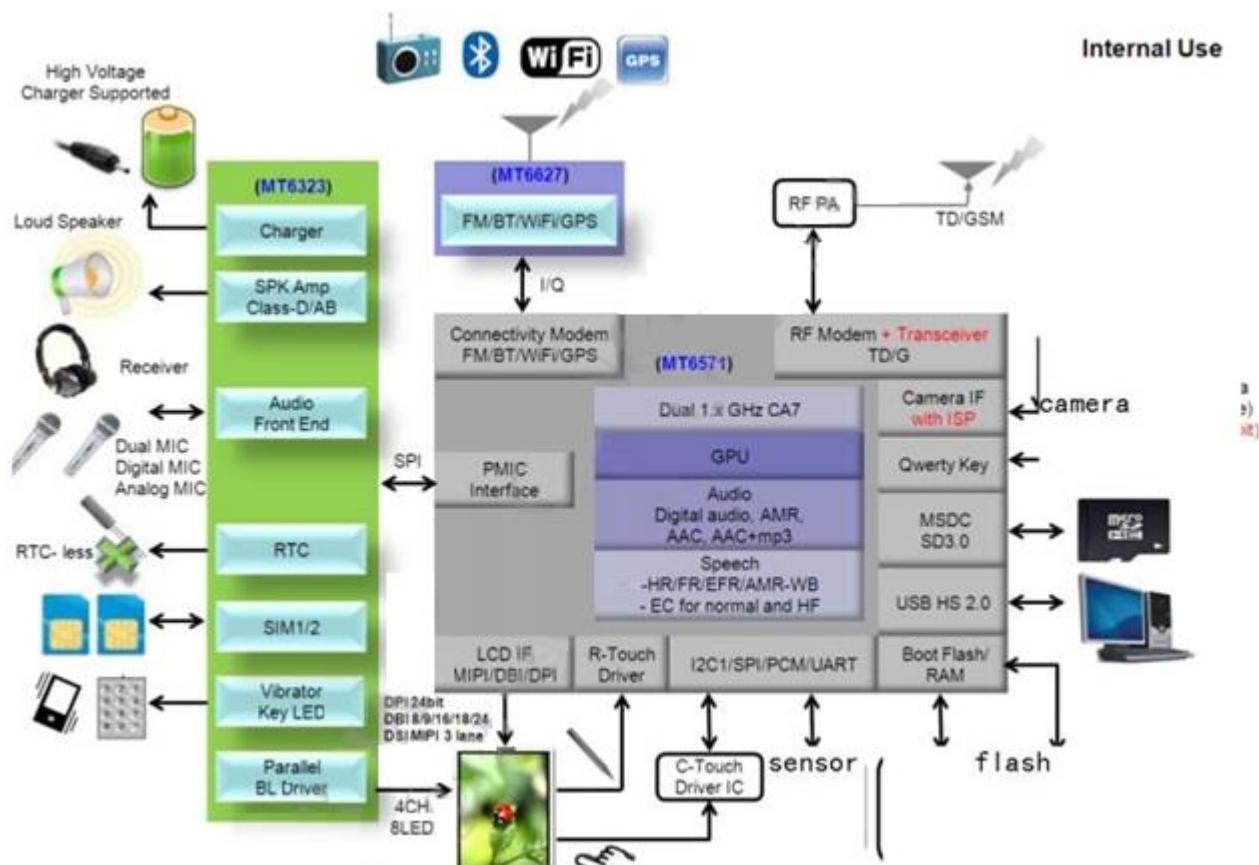 Internal Use
High Voltage
Charger Supported
WiFi
GPS
(MT6323)
Charger
Loud Speaker
SPK Amp
Class-D/AB
Receiver
Audio
Front End
Dual MIC
Digital MIC
Analog MIC
RTC- less
RTC
SIM1/2
Vibrator
Key LED
Parallel
BL Driver
(MT6627)
FM/BT/WiFi/GPS
I/Q
RF PA
TD/GSM
Connectivity Modem
FM/BT/WiFi/GPS
(MT6571)
RF Modem + Transceiver
TD/G
Dual 1.x GHz CA7
GPU
Audio
Digital audio, AMR,
AAC, AAC+mp3
Speech
-HR/FR/EFR/AMR-WB
- EC for normal and HF
SPI
PMIC
Interface
Camera IF
with ISP
camera
a
e)
bit)
Qwerty Key
MSDC
SD3.0
micro
USB HS 2.0
LCD IF
MIPI/DBI/DPI
R-Touch
Driver
I2C1/SPI/PCM/UART
Boot Flash/
RAM
DPI 24bit
DBI 8/9/16/18/24
DSI MIPI 3 lane
4CH.
8LED
C-Touch
Driver IC
sensor
flash